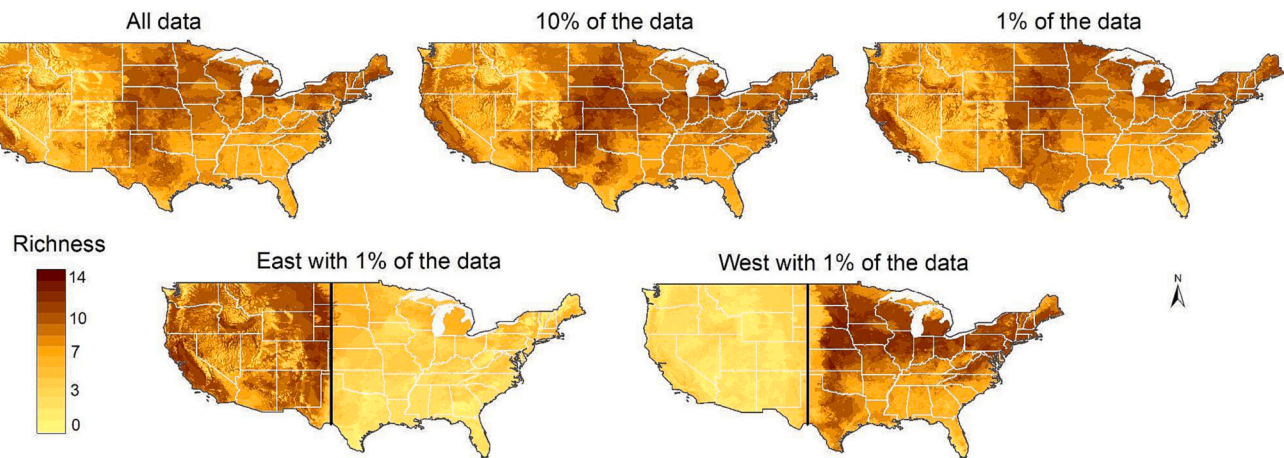 All data
10% of the data
1% of the data
Richness
14
10
7
3
0
East with 1% of the data
West with 1% of the data
N